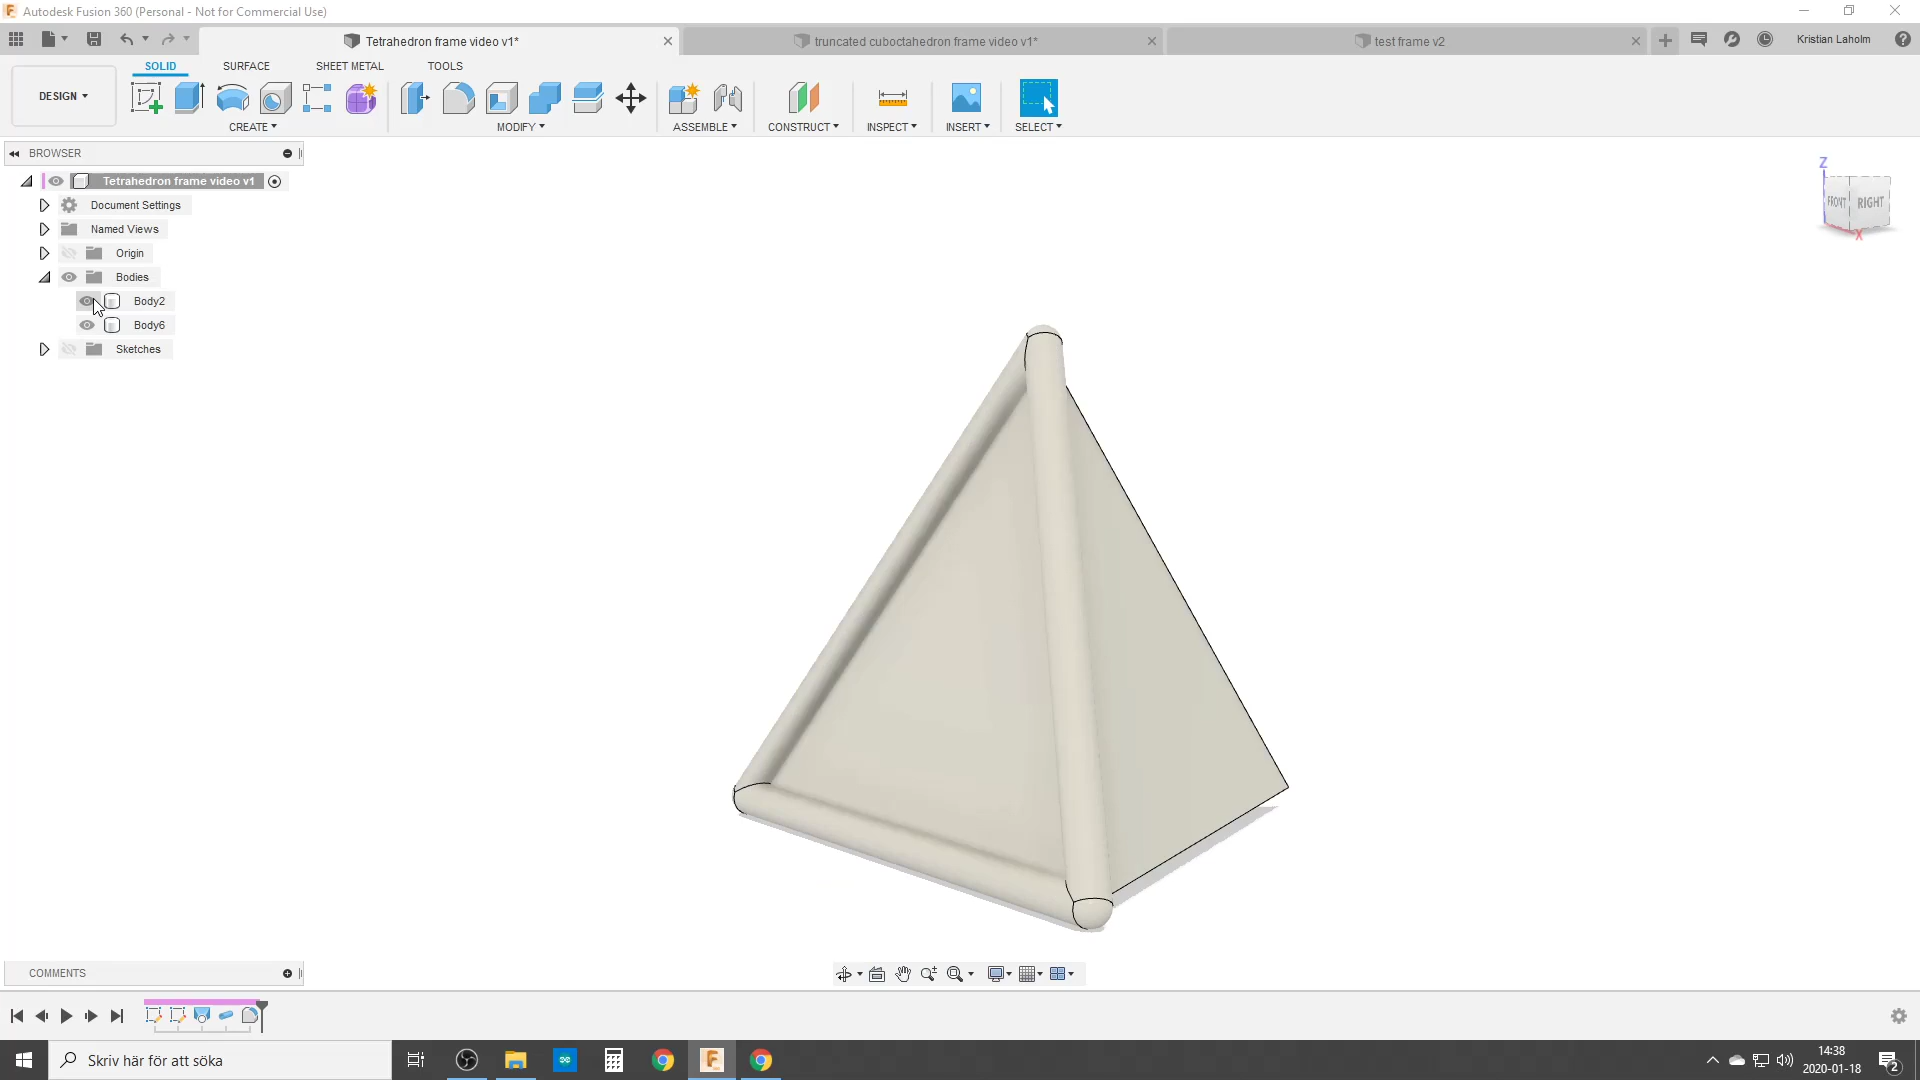 Autodesk Fusion 360 (Personal - Not for Commercial Use)
Tetrahedron frame video v1*
truncated cuboctahedron frame video v1*
test frame v2
Kristian Laholm
SOLID
SURFACE
SHEET METAL
TOOLS
DESIGN
CREATE
MODIFY
ASSEMBLE
CONSTRUCT
INSPECT
INSERT
SELECT
BROWSER
Tetrahedron frame video v1
Document Settings
Named Views
Origin
Bodies
Body2
Body6
Sketches
Z
FRONT
RIGHT
X
COMMENTS
Skriv här för att söka
14:38
2020-01-18
2